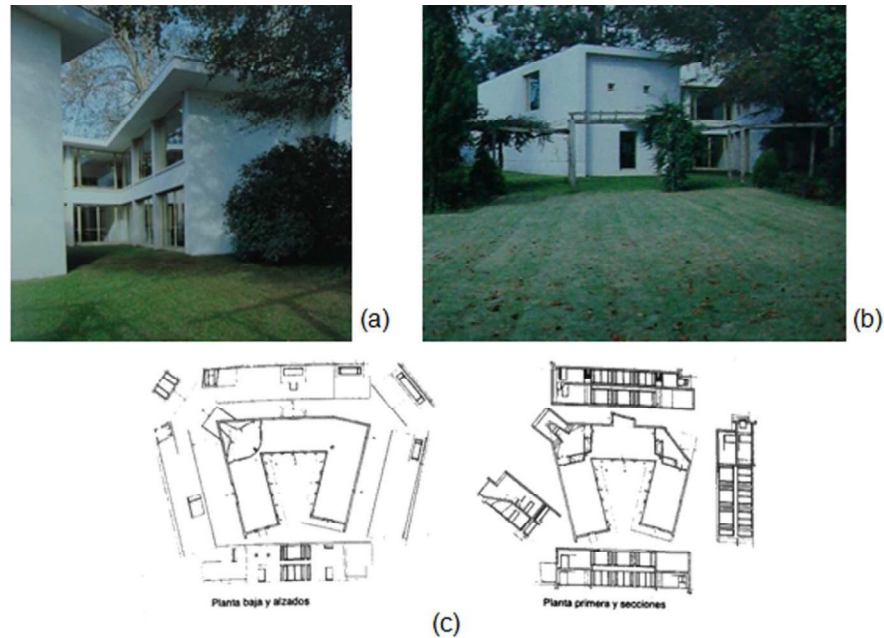 (a)
(b)
Planta baja y alzados
Planta primera y secciones
(c)